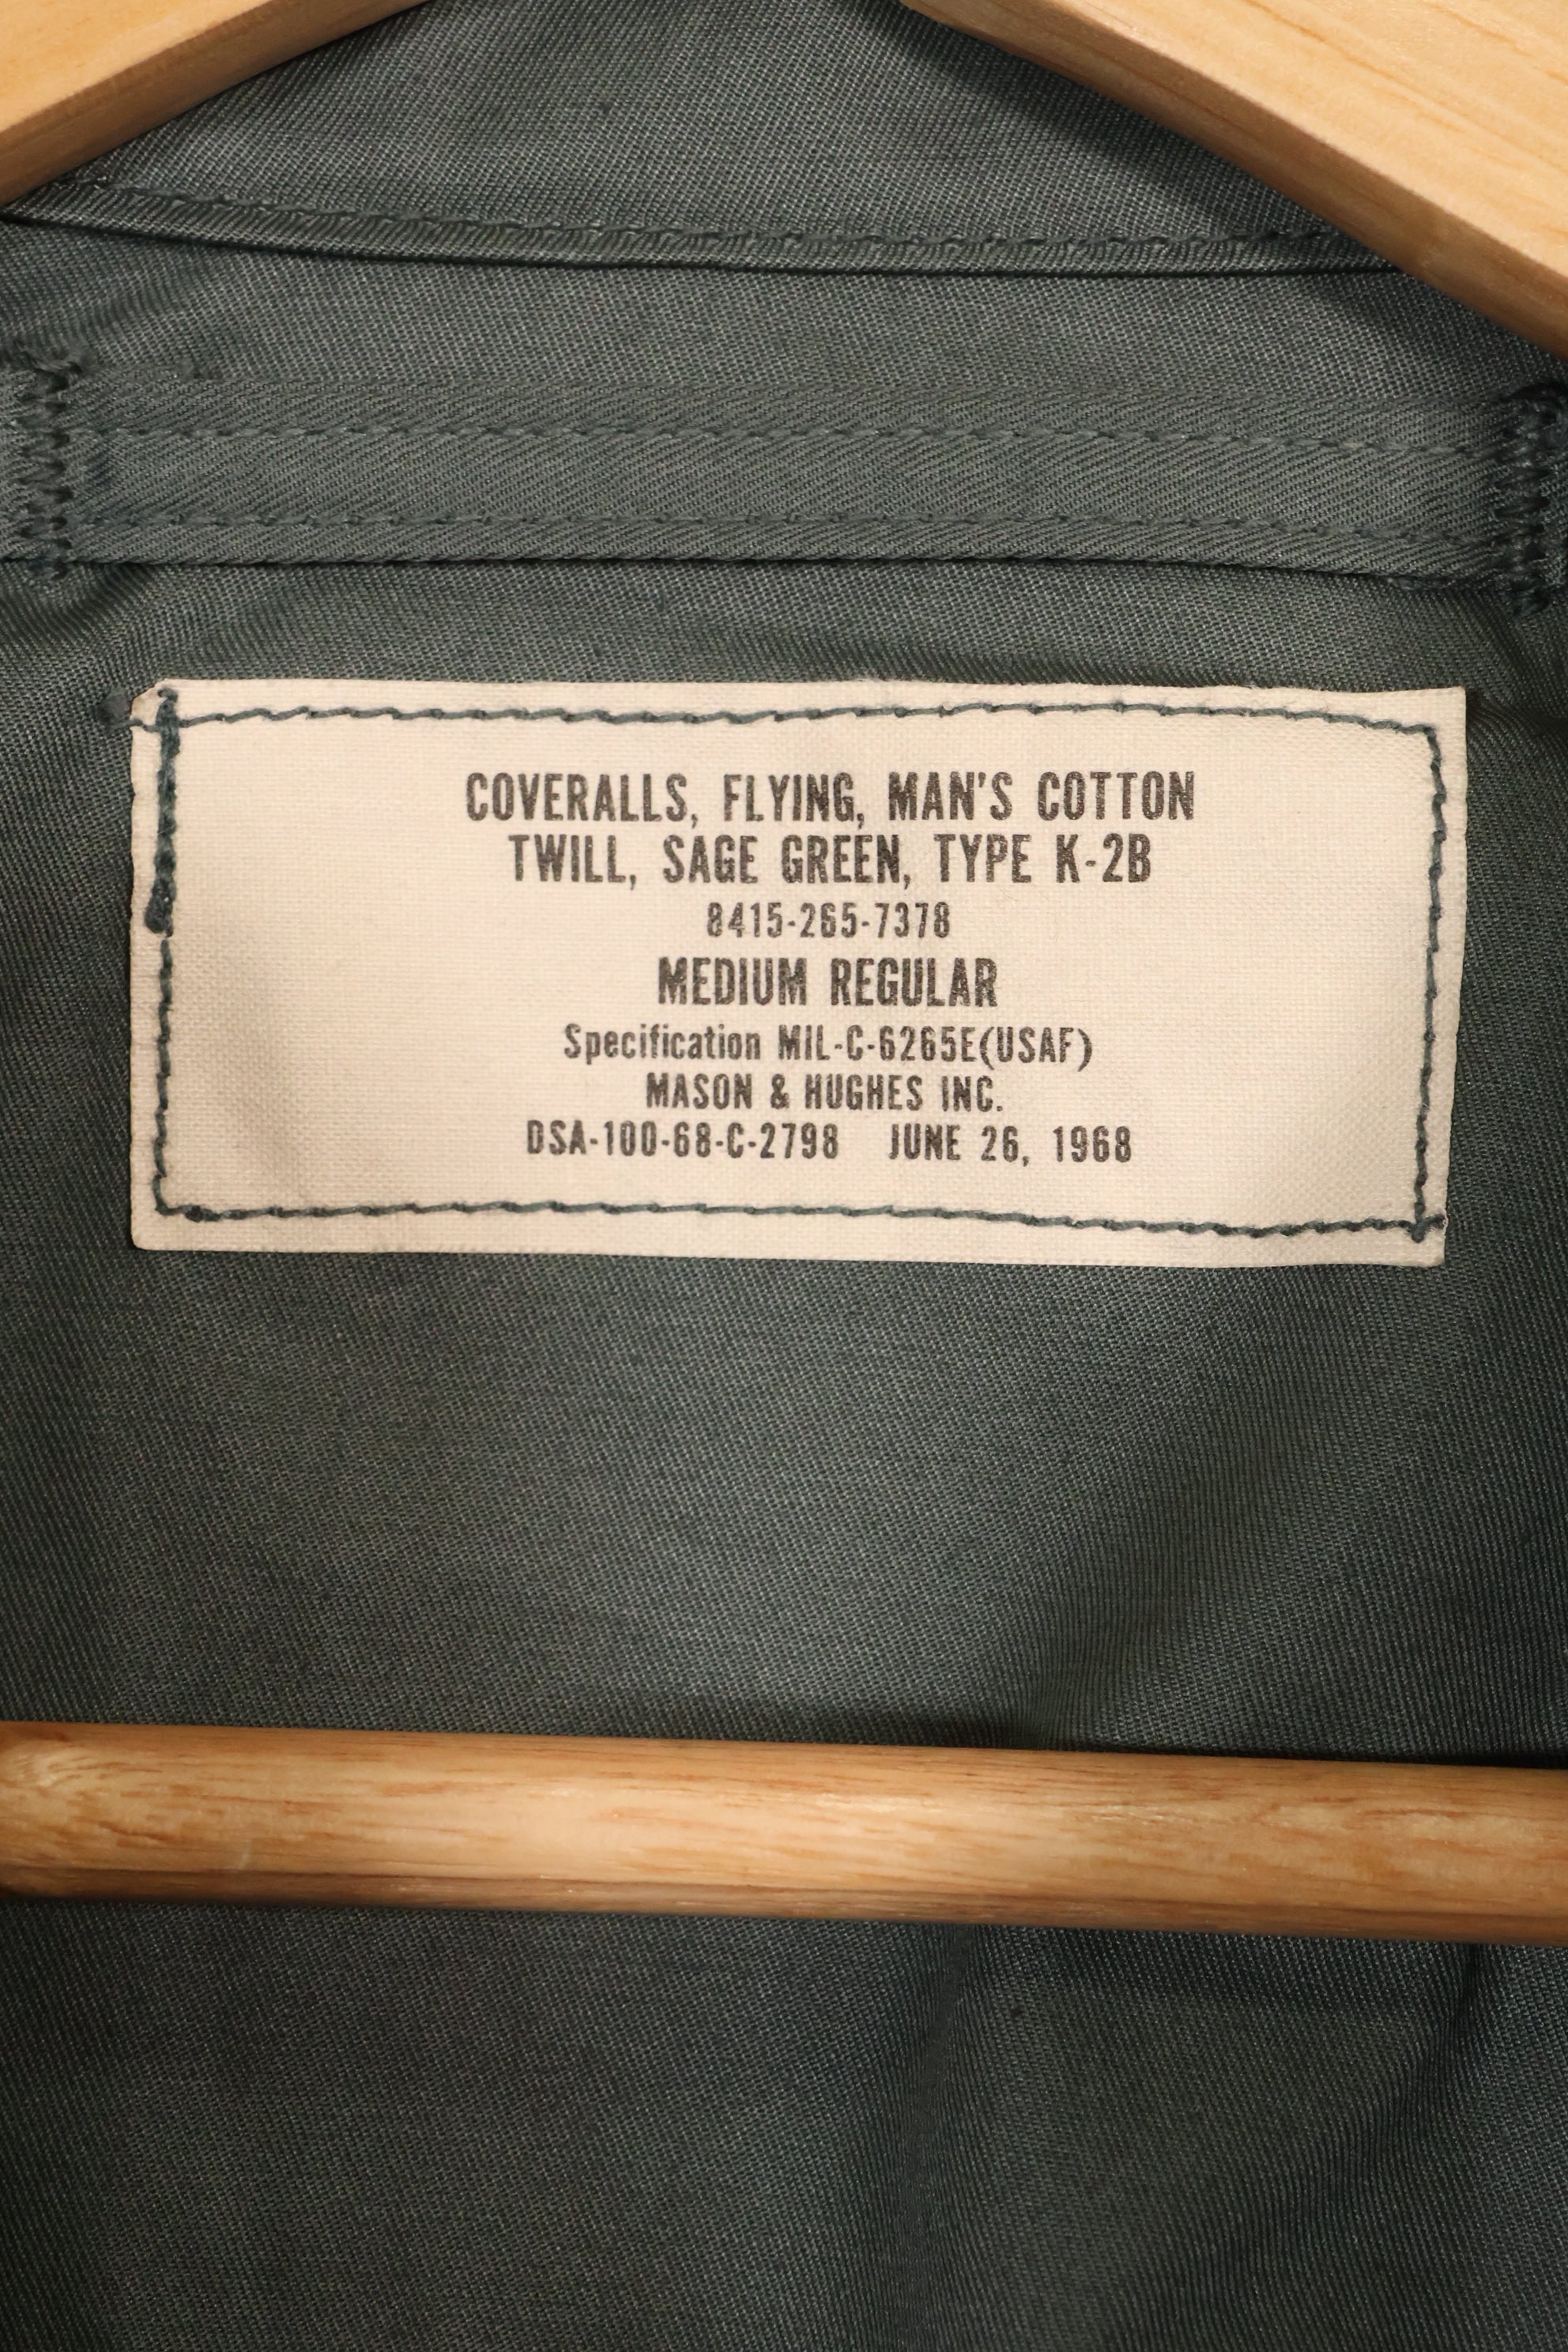 COVERALLS, FLYING, MAN'S COTTON
TWILL, SAGE GREEN, TYPE K-2B
8415-265-7378
MEDIUM REGULAR
Specification MIL-C-6265E(USAF)
MASON & HUGHES INC.
DSA-100-68-C-2798 JUNE 26, 1968